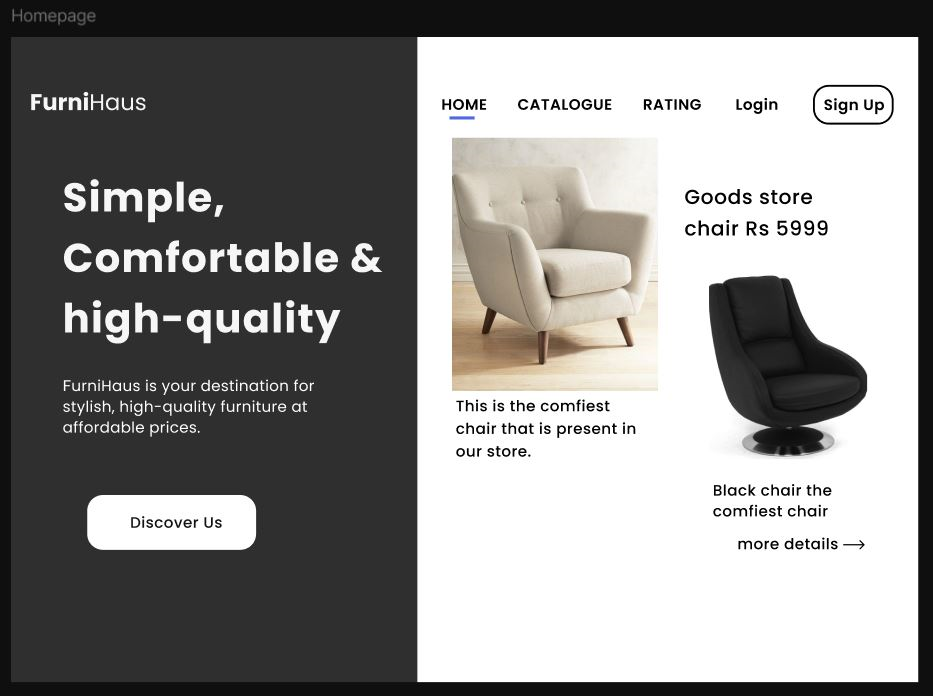 Homepage
FurniHaus
HOME CATALOGUE RATING Login Sign Up
Simple,
Comfortable &
high-quality
FurniHaus is your destination for
stylish, high-quality furniture at
affordable prices.
Discover Us
This is the comfiest
chair that is present in
our store.
Goods store
chair Rs 5999
Black chair the
comfiest chair
more details